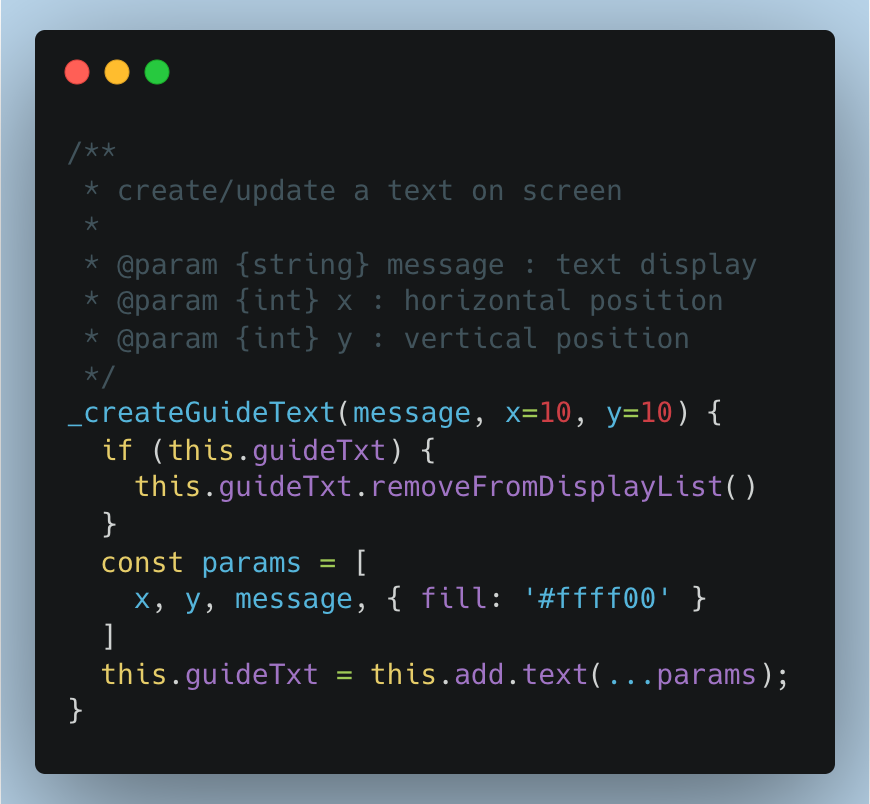 /**
 * create/update a text on screen
 *
 * @param {string} message : text display
 * @param {int} x : horizontal position
 * @param {int} y : vertical position
 */
_createGuideText(message, x=10, y=10) {
  if (this.guideTxt) {
    this.guideTxt.removeFromDisplayList()
  }
  const params = [
    x, y, message, { fill: '#ffff00' }
  ]
  this.guideTxt = this.add.text(...params);
}